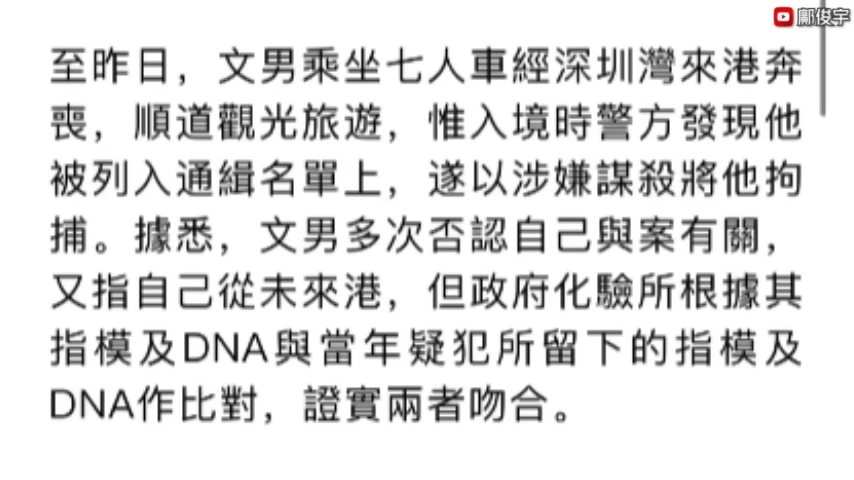 鄺俊宇
至昨日，文男乘坐七人車經深圳灣來港奔
喪，順道觀光旅遊，惟入境時警方發現他
被列入通緝名單上，遂以涉嫌謀殺將他拘
捕。據悉，文男多次否認自己與案有關，
又指自己從未來港，但政府化驗所根據其
指模及DNA與當年疑犯所留下的指模及
DNA作比對，證實兩者吻合。